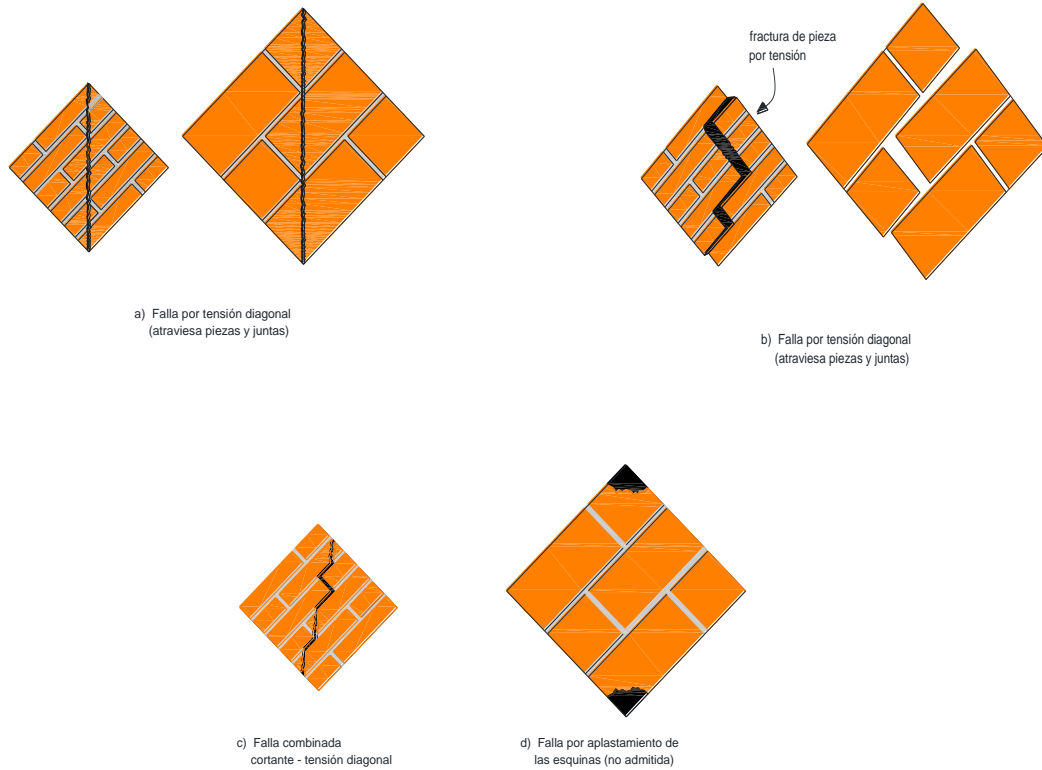 fractura de pieza
por tensión
a) Falla por tensión diagonal
(atraviesa piezas y juntas)
b) Falla por tensión diagonal
(atraviesa piezas y juntas)
c) Falla combinada
cortante - tensión diagonal
d) Falla por aplastamiento de
las esquinas (no admitida)